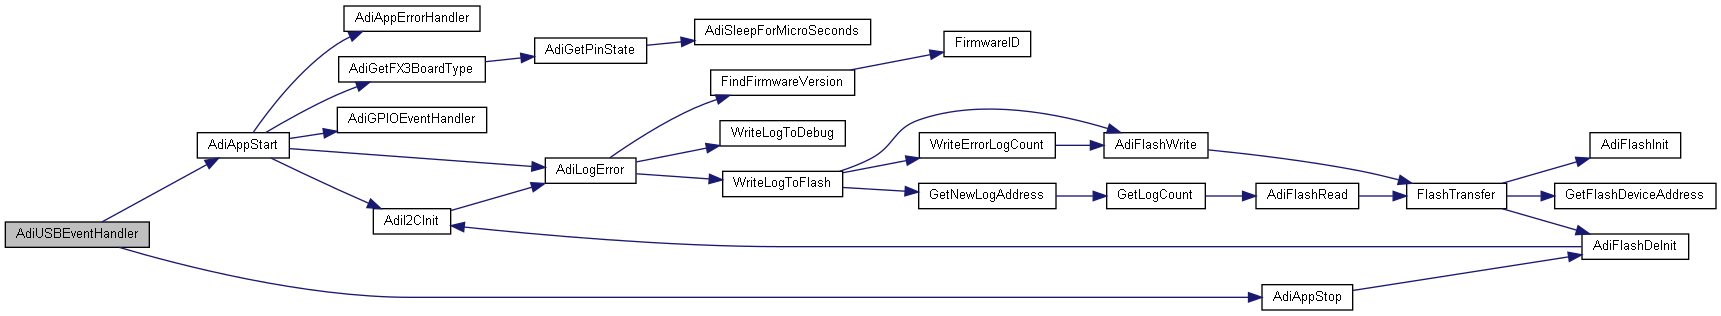 AdiAppErrorHandler
AdiSleepForMicroSeconds
AdiGetPinState
FirmwareID
AdiGetFX3BoardType
FindFirmwareVersion
AdiGPIOEventHandler
WriteLogToDebug
AdiAppStart
WriteErrorLogCount
AdiFlashWrite
AdiFlashInit
AdiLogError
WriteLogToFlash
GetNewLogAddress
GetLogCount
AdiFlashRead
FlashTransfer
GetFlashDeviceAddress
AdiI2CInit
AdiUSBEventHandler
AdiFlashDeInit
AdiAppStop